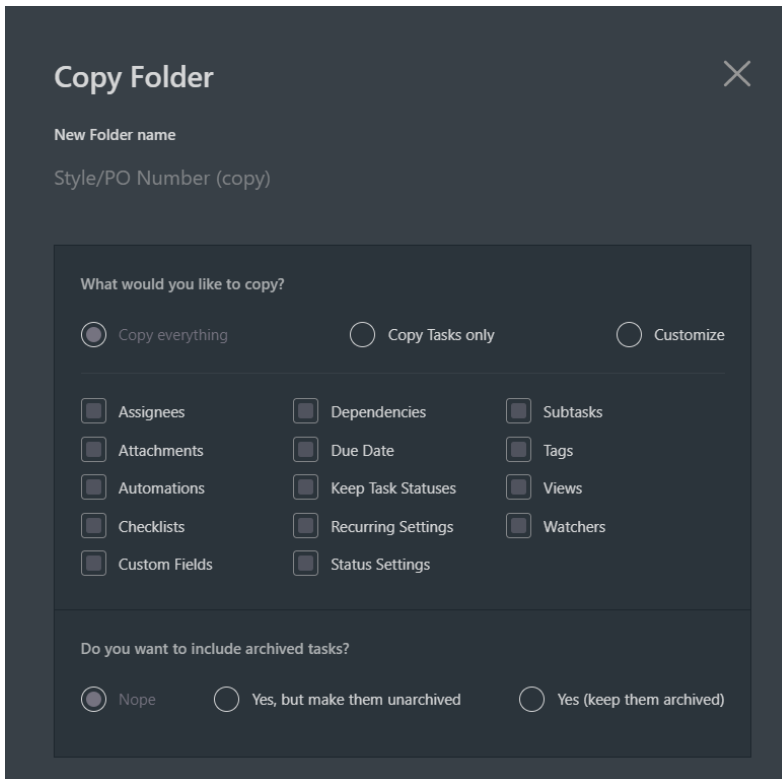 Copy Folder
New Folder name
Style/PO Number (copy)
What would you like to copy?
Copy everything Copy Tasks only Customize
Assignees Dependencies Subtasks
Attachments Due Date Tags
Automations Keep Task Statuses Views
Checklists Recurring Settings Watchers
Custom Fields Status Settings
Do you want to include archived tasks?
Nope Yes, but make them unarchived Yes (keep them archived)